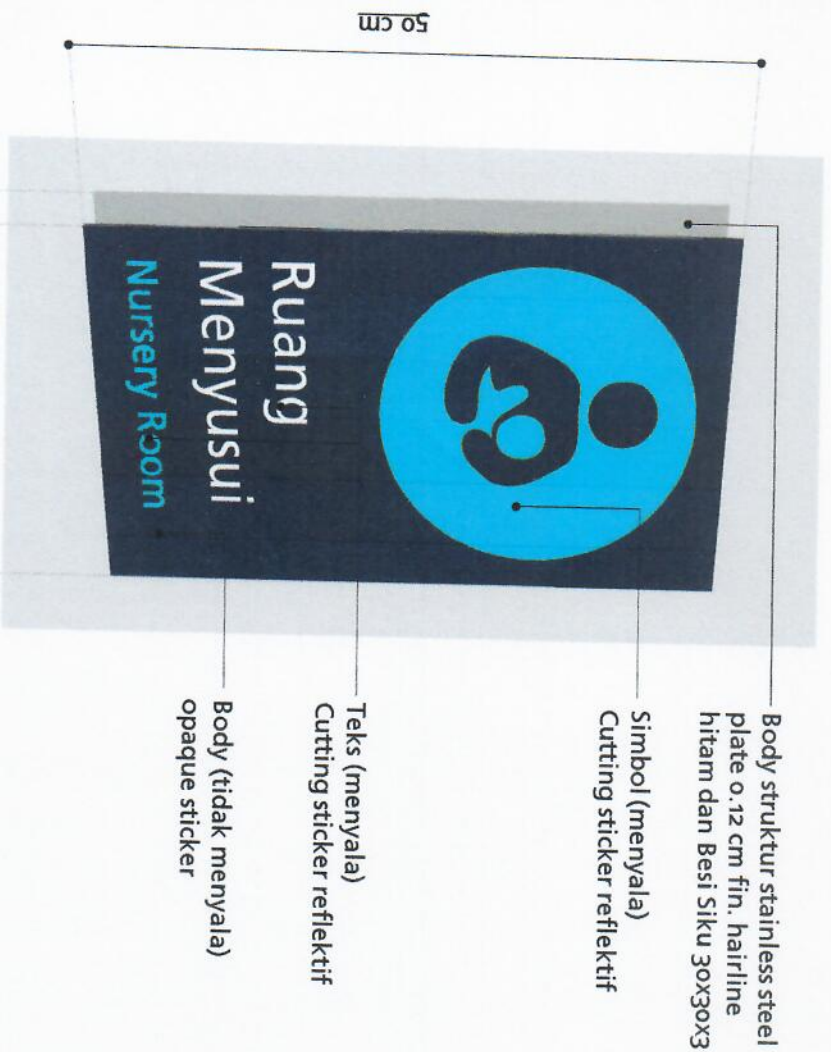 50 cm
Ruang
Menyusui
Nursery Room
Body struktur stainless steel
plate 0.12 cm fin. hairline
hitam dan Besi Siku 30x30x3
Simbol (menyala)
Cutting sticker reflektif
Teks (menyala)
Cutting sticker reflektif
Body (tidak menyala)
opaque sticker